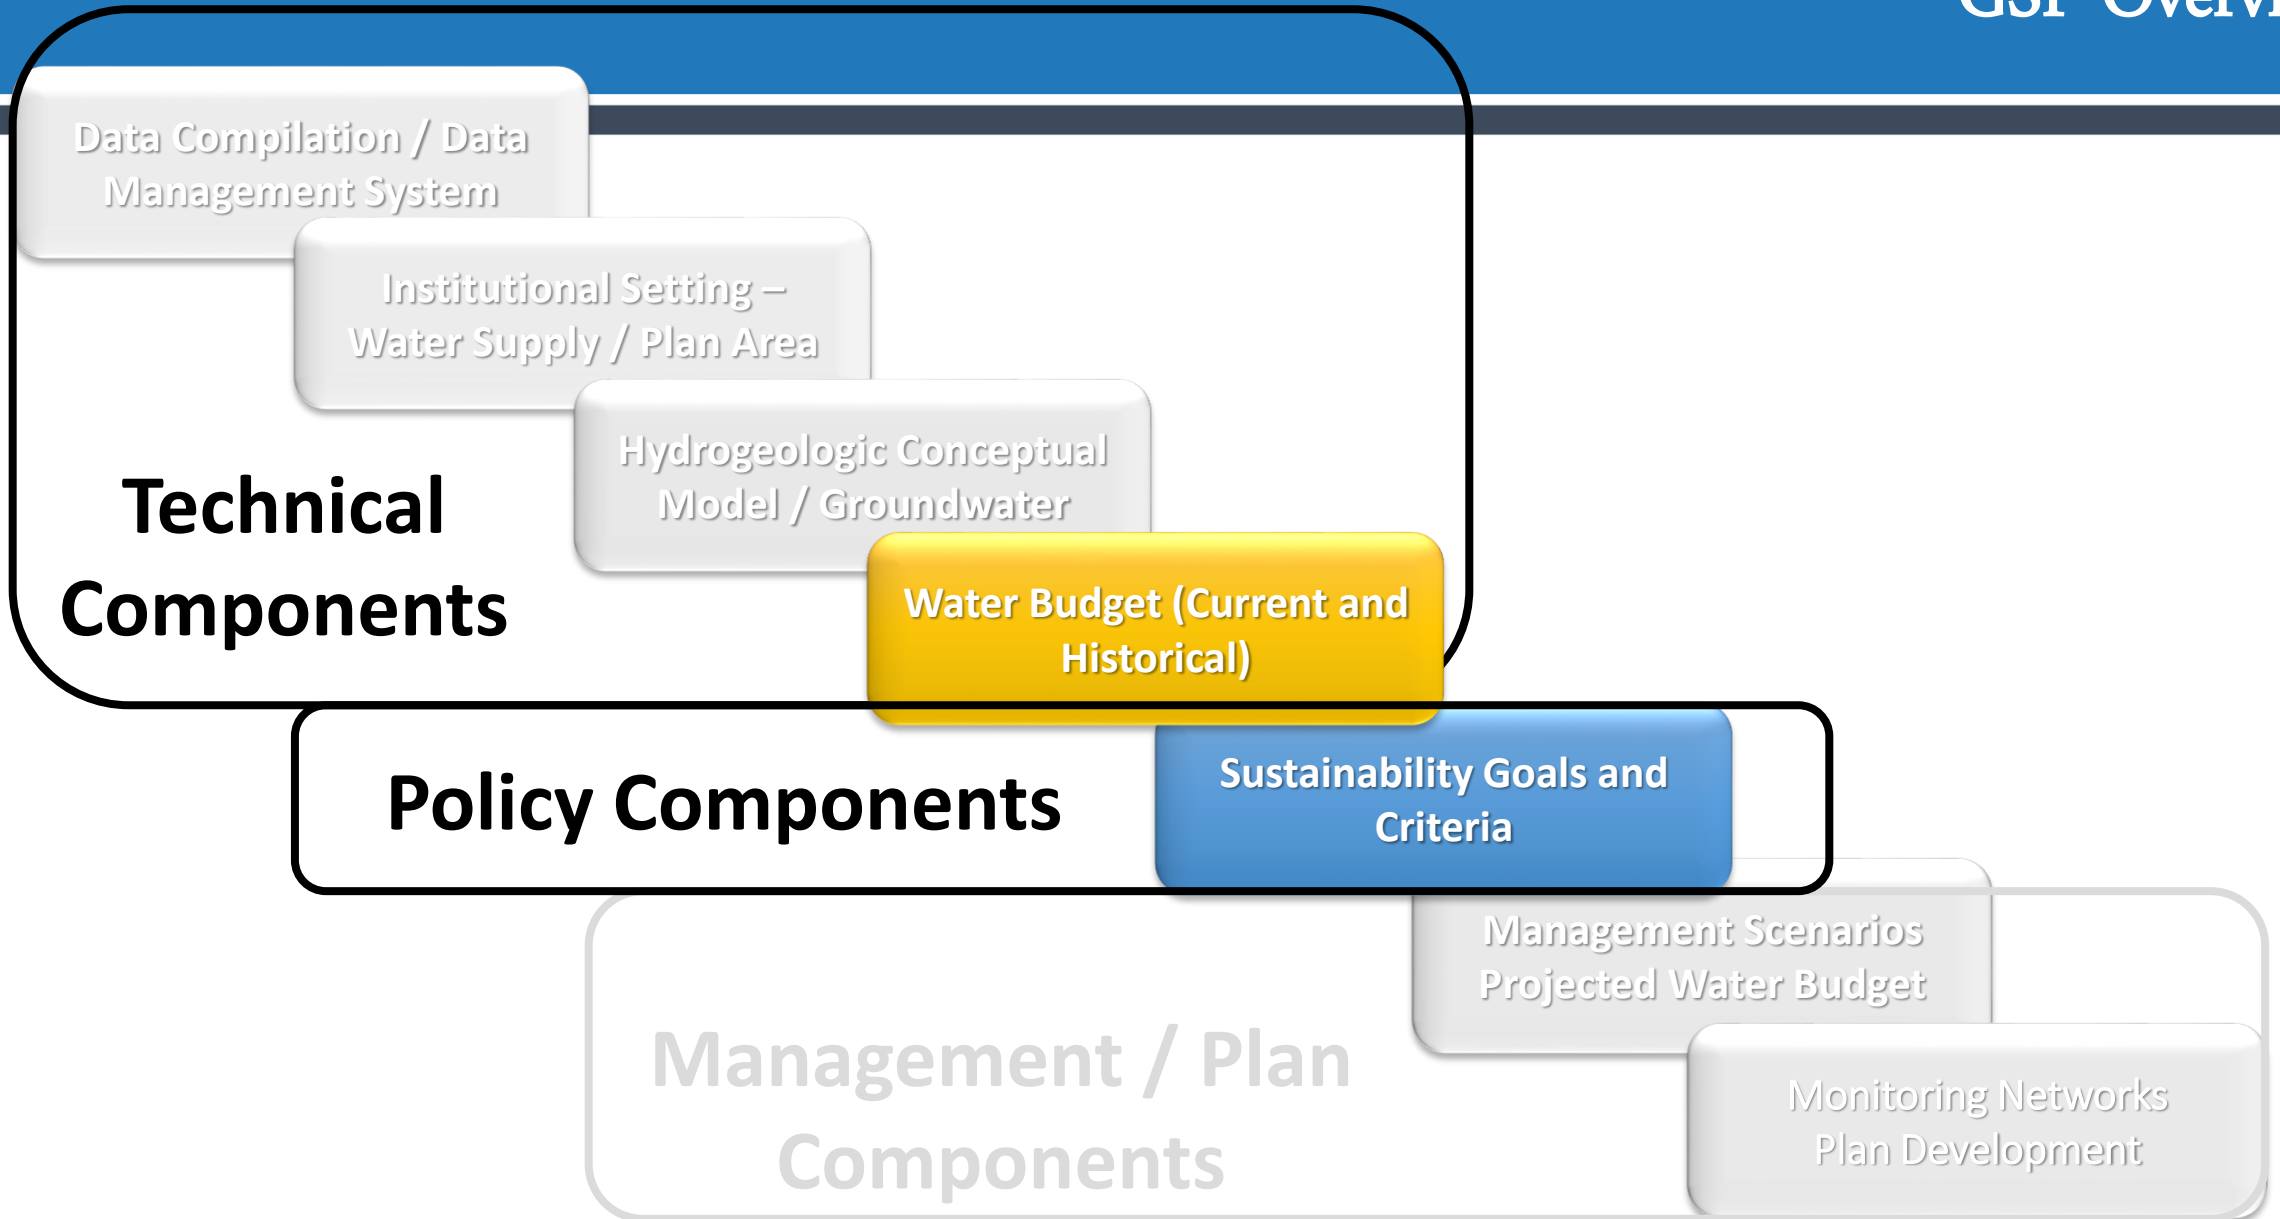 GSP Overvi
Data Compilation / Data
Management System
Institutional Setting –
Water Supply / Plan Area
Hydrogeologic Conceptual
Model / Groundwater
Technical
Components
Water Budget (Current and
Historical)
Policy Components
Sustainability Goals and
Criteria
Management Scenarios
Projected Water Budget
Management / Plan
Components
Monitoring Networks
Plan Development